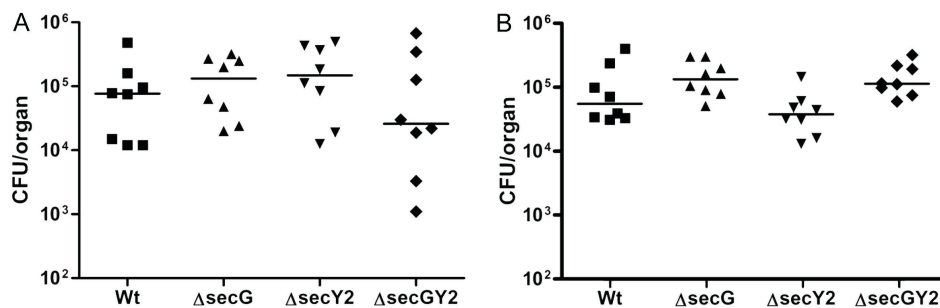 A
CFU/organ
10⁶
10⁵
10⁴
10³
10²
Wt ΔsecG ΔsecY2 ΔsecGY2
B
CFU/organ
10⁶
10⁵
10⁴
10³
10²
Wt ΔsecG ΔsecY2 ΔsecGY2